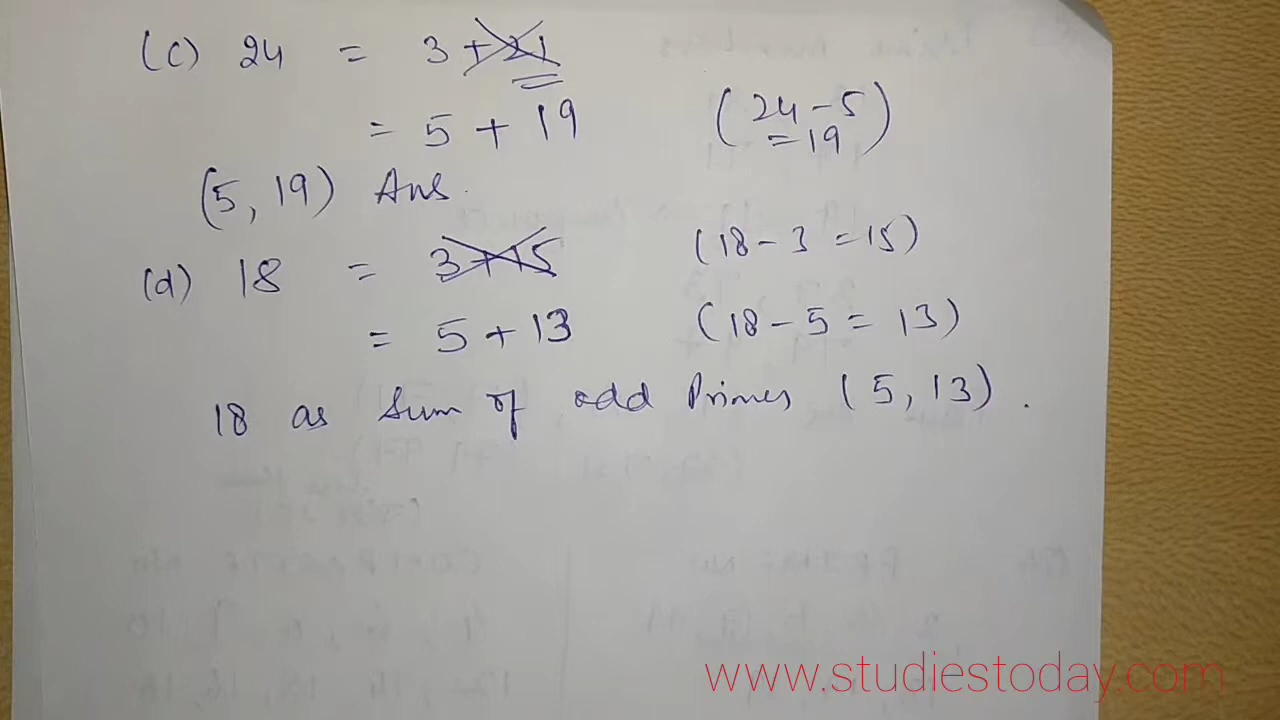 (c) 24 = 3 + 21
= 5 + 19 (24 - 5 = 19)
(5, 19) Ans.
(d) 18 = 3 + 15 (18 - 3 = 15)
= 5 + 13 (18 - 5 = 13)
18 as Sum of odd Primes (5, 13).
www.studiestoday.com